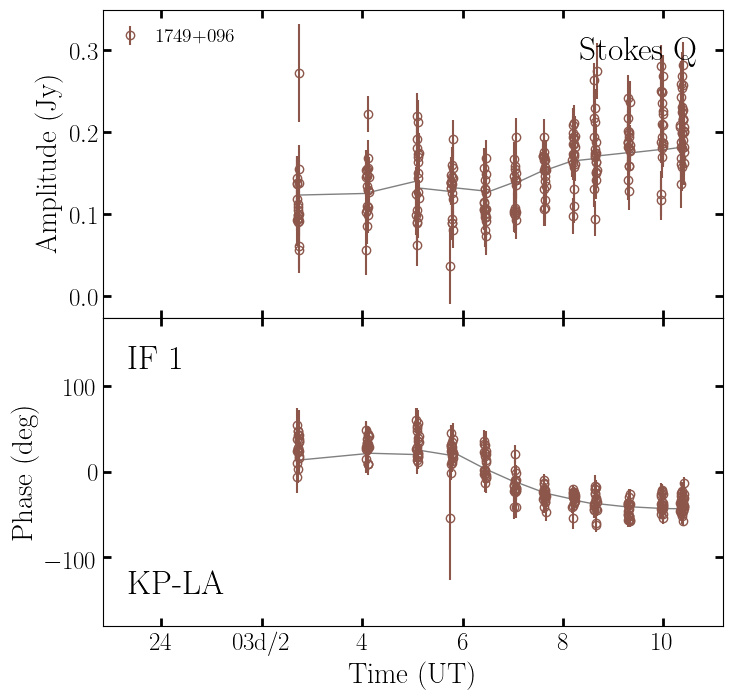 1749+096
Stokes Q
0.3
0.2
0.1
0.0
Amplitude (Jy)
IF 1
100
0
−100
Phase (deg)
KP-LA
24 03d/2 4 6 8 10
Time (UT)